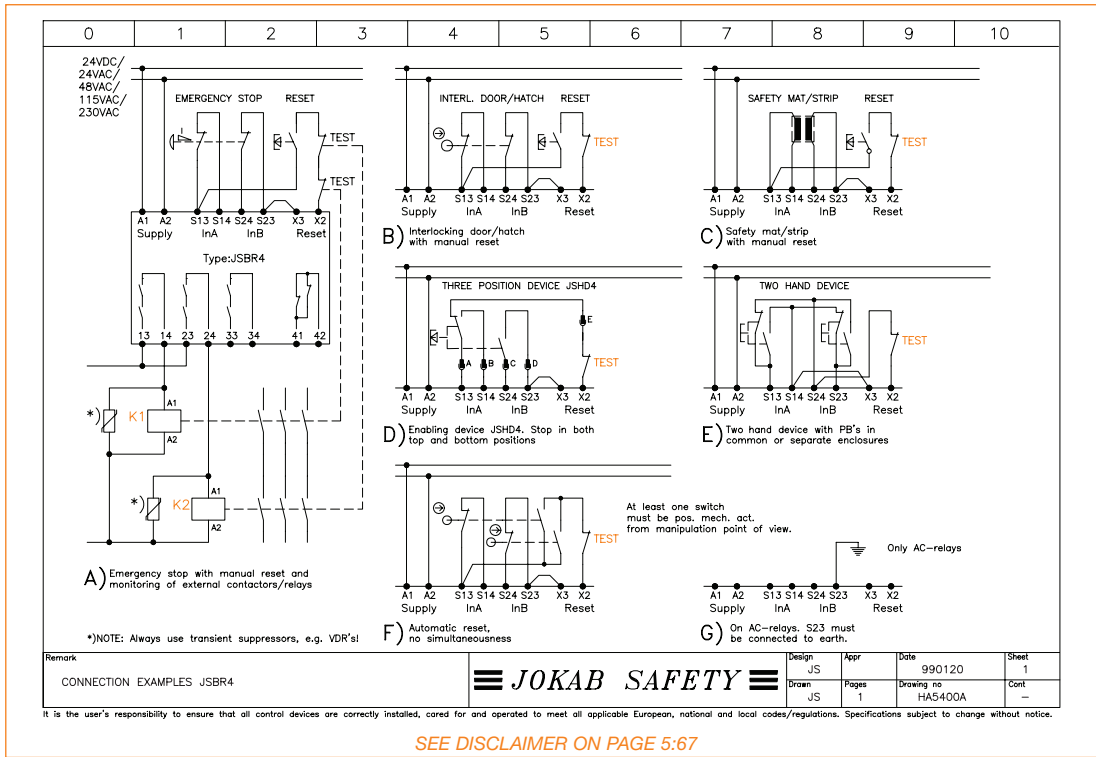 0 1 2 3 4 5 6 7 8 9 10
24VDC/
24VAC/
48VAC/
115VAC/
230VAC
EMERGENCY STOP RESET
TEST
TEST
A1 A2 S13 S14 S24 S23 X3 X2
Supply InA InB Reset
Type:JSBR4
13 14 23 24 33 34 41 42
*) K1 A1 A2
*) K2 A1 A2
A) Emergency stop with manual reset and
monitoring of external contactors/relays
*)NOTE: Always use transient suppressors, e.g. VDR's!
INTERL. DOOR/HATCH RESET
TEST
A1 A2 S13 S14 S24 S23 X3 X2
Supply InA InB Reset
B) Interlocking door/hatch
with manual reset
SAFETY MAT/STRIP RESET
TEST
A1 A2 S13 S14 S24 S23 X3 X2
Supply InA InB Reset
C) Safety mat/strip
with manual reset
THREE POSITION DEVICE JSHD4
E
TEST
A B C D
A1 A2 S13 S14 S24 S23 X3 X2
Supply InA InB Reset
D) Enabling device JSHD4. Stop in both
top and bottom positions
TWO HAND DEVICE
TEST
A1 A2 S13 S14 S24 S23 X3 X2
Supply InA InB Reset
E) Two hand device with PB's in
common or separate enclosures
TEST
A1 A2 S13 S14 S24 S23 X3 X2
Supply InA InB Reset
F) Automatic reset,
no simultaneousness
At least one switch
must be pos. mech. act.
from manipulation point of view.
Only AC-relays
A1 A2 S13 S14 S24 S23 X3 X2
Supply InA InB Reset
G) On AC-relays. S23 must
be connected to earth.
Remark
CONNECTION EXAMPLES JSBR4
JOKAB SAFETY
Design JS Appr Date 990120 Sheet 1
Drawn JS Pages 1 Drawing no HA5400A Cont -
It is the user's responsibility to ensure that all control devices are correctly installed, cared for and operated to meet all applicable European, national and local codes/regulations. Specifications subject to change without notice.
SEE DISCLAIMER ON PAGE 5:67